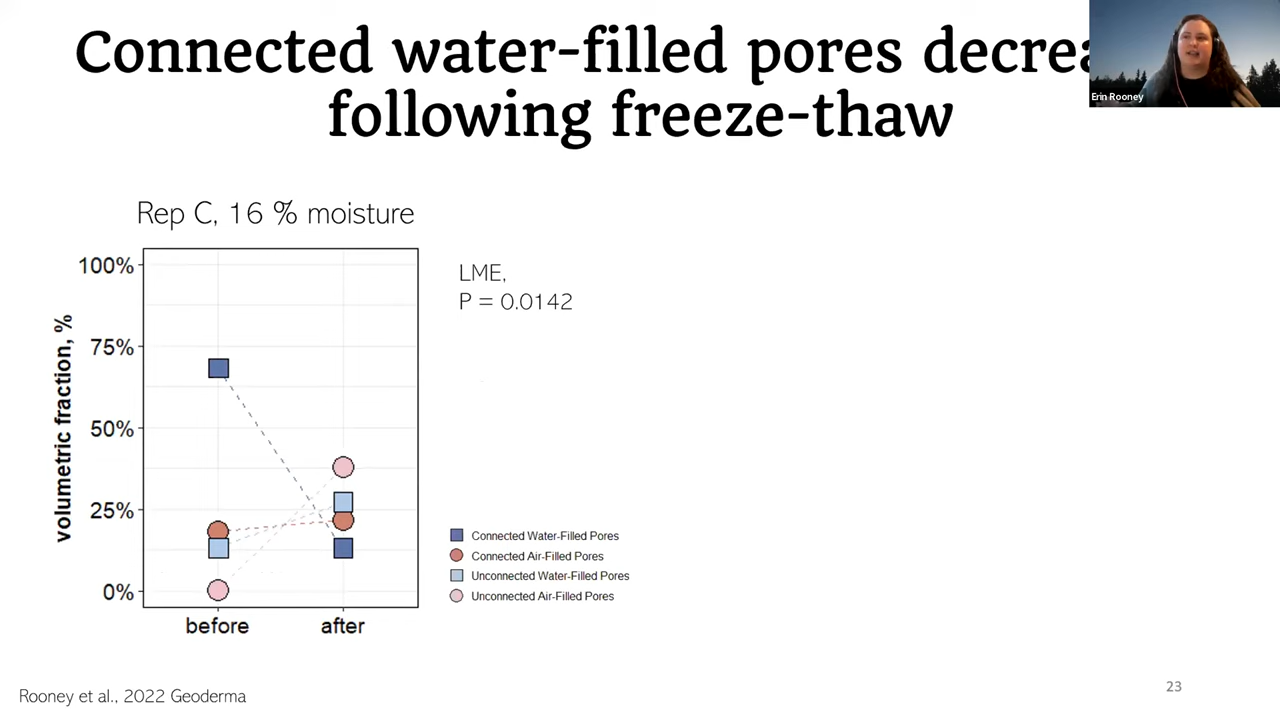 Connected water-filled pores decrea
following freeze-thaw
Erin Rooney
Rep C, 16 % moisture
LME,
P = 0.0142
100%
75%
50%
25%
0%
volumetric fraction, %
before
after
Connected Water-Filled Pores
Connected Air-Filled Pores
Unconnected Water-Filled Pores
Unconnected Air-Filled Pores
Rooney et al., 2022 Geoderma
23